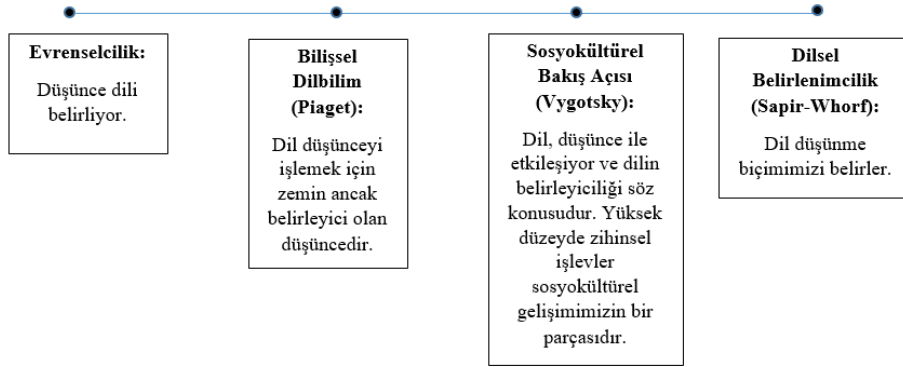 Evrenselcilik:
Düşünce dili
belirliyor.
Bilişsel
Dilbilim
(Piaget):
Dil düşünceyi
işlemek için
zemin ancak
belirleyici olan
düşüncedir.
Sosyokültürel
Bakış Açısı
(Vygotsky):
Dil, düşünce ile
etkileşiyor ve dilin
belirleyiciliği söz
konusudur. Yüksek
düzeyde zihinsel
işlevler
sosyokültürel
gelişimimizin bir
parçasıdır.
Dilsel
Belirlenimcilik
(Sapir-Whorf):
Dil düşünme
biçimimizi belirler.